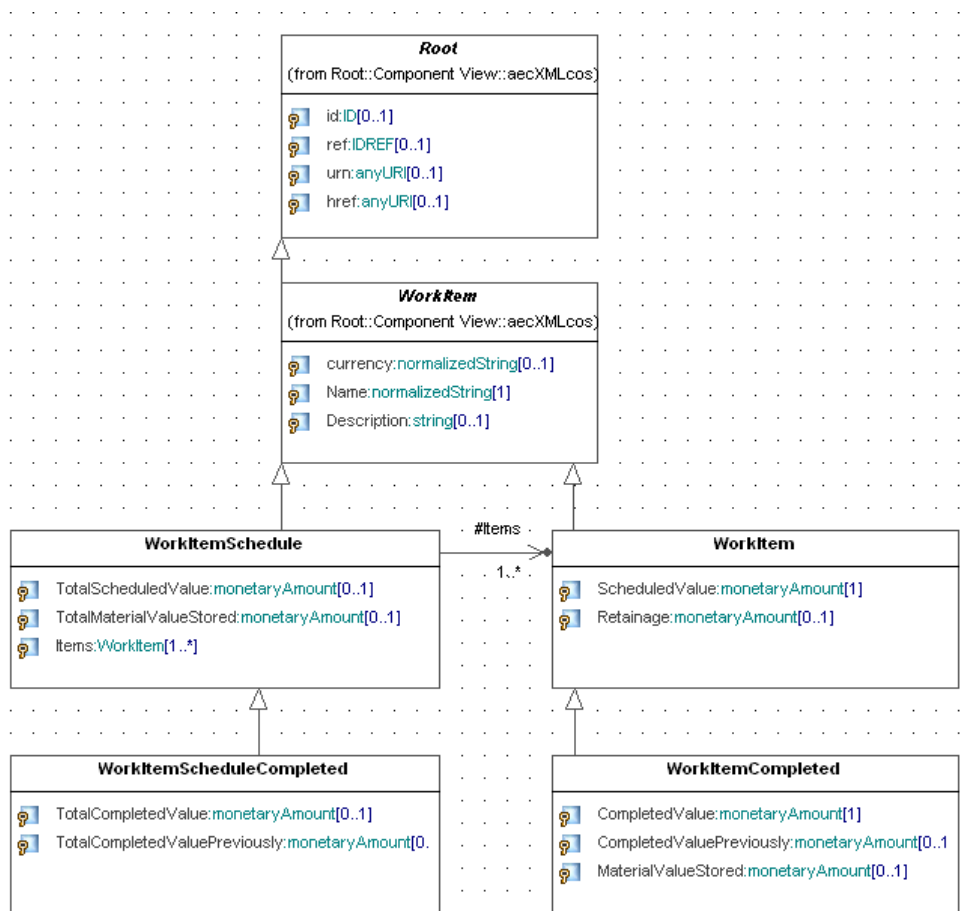 Root
(from Root::Component View::aecXMLcos)
id:ID[0..1]
ref:IDREF[0..1]
urn:anyURI[0..1]
href:anyURI[0..1]
WorkItem
(from Root::Component View::aecXMLcos)
currency:normalizedString[0..1]
Name:normalizedString[1]
Description:string[0..1]
#Items
1..*
WorkItemSchedule
TotalScheduledValue:monetaryAmount[0..1]
TotalMaterialValueStored:monetaryAmount[0..1]
Items:WorkItem[1..*]
WorkItem
ScheduledValue:monetaryAmount[1]
Retainage:monetaryAmount[0..1]
WorkItemScheduleCompleted
TotalCompletedValue:monetaryAmount[0..1]
TotalCompletedValuePreviously:monetaryAmount[0.
WorkItemCompleted
CompletedValue:monetaryAmount[1]
CompletedValuePreviously:monetaryAmount[0..1
MaterialValueStored:monetaryAmount[0..1]